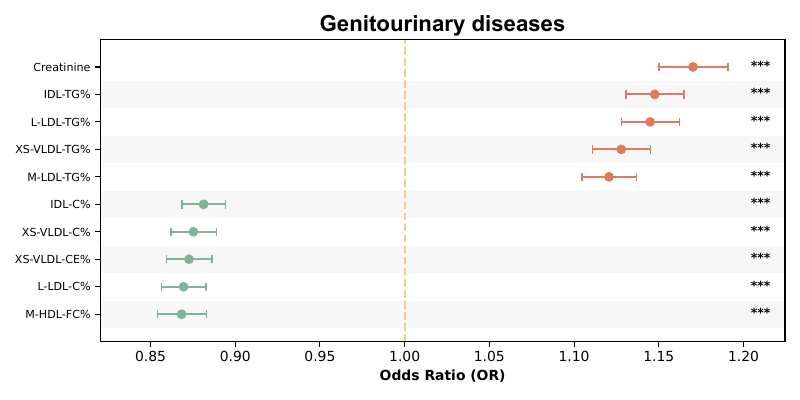 Genitourinary diseases
Creatinine ***
IDL-TG% ***
L-LDL-TG% ***
XS-VLDL-TG% ***
M-LDL-TG% ***
IDL-C% ***
XS-VLDL-C% ***
XS-VLDL-CE% ***
L-LDL-C% ***
M-HDL-FC% ***
0.85 0.90 0.95 1.00 1.05 1.10 1.15 1.20
Odds Ratio (OR)